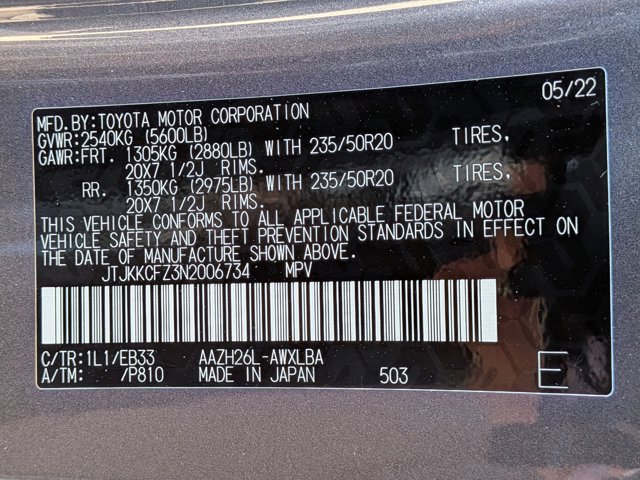 05/22
MFD.BY:TOYOTA MOTOR CORPORATION
GVWR:2540KG (5600LB)
GAWR:FRT. 1305KG (2880LB) WITH 235/50R20 TIRES,
20X7 1/2J RIMS.
RR. 1350KG (2975LB) WITH 235/50R20 TIRES,
20X7 1/2J RIMS.
THIS VEHICLE CONFORMS TO ALL APPLICABLE FEDERAL MOTOR
VEHICLE SAFETY AND THEFT PREVENTION STANDARDS IN EFFECT ON
THE DATE OF MANUFACTURE SHOWN ABOVE.
JTJKKCFZ3N2006734 MPV
C/TR:1L1/EB33 AAZH26L-AWXLBA
A/TM: /P810 MADE IN JAPAN 503 E